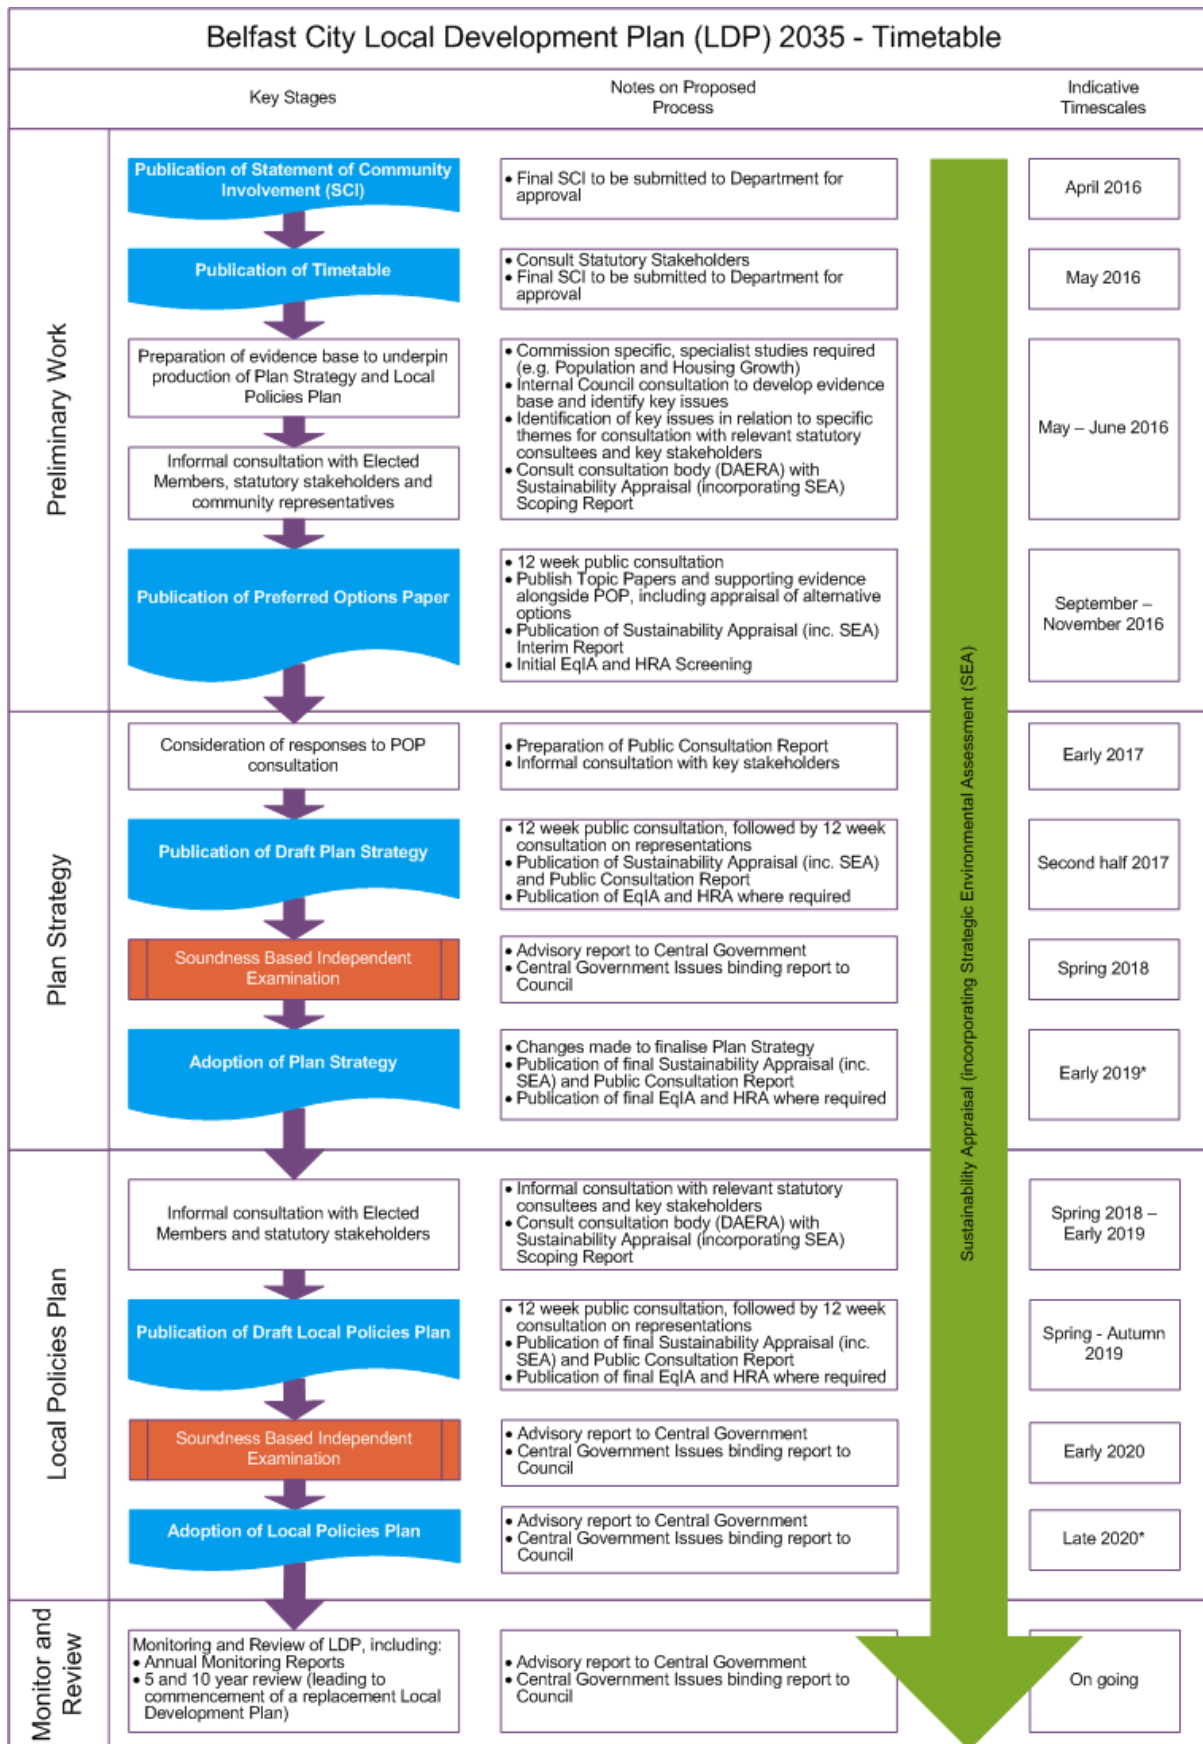 Belfast City Local Development Plan (LDP) 2035 - Timetable
Key Stages
Notes on Proposed
Process
Indicative
Timescales
Preliminary Work
Publication of Statement of Community
Involvement (SCI)
• Final SCI to be submitted to Department for
approval
April 2016
Publication of Timetable
• Consult Statutory Stakeholders
• Final SCI to be submitted to Department for
approval
May 2016
Preparation of evidence base to underpin
production of Plan Strategy and Local
Policies Plan
Informal consultation with Elected
Members, statutory stakeholders and
community representatives
• Commission specific, specialist studies required
(e.g. Population and Housing Growth)
• Internal Council consultation to develop evidence
base and identify key issues
• Identification of key issues in relation to specific
themes for consultation with relevant statutory
consultees and key stakeholders
• Consult consultation body (DAERA) with
Sustainability Appraisal (incorporating SEA)
Scoping Report
May – June 2016
Publication of Preferred Options Paper
• 12 week public consultation
• Publish Topic Papers and supporting evidence
alongside POP, including appraisal of alternative
options
• Publication of Sustainability Appraisal (inc. SEA)
Interim Report
• Initial EqIA and HRA Screening
September –
November 2016
Sustainability Appraisal (incorporating Strategic Environmental Assessment (SEA)
Plan Strategy
Consideration of responses to POP
consultation
• Preparation of Public Consultation Report
• Informal consultation with key stakeholders
Early 2017
Publication of Draft Plan Strategy
• 12 week public consultation, followed by 12 week
consultation on representations
• Publication of Sustainability Appraisal (inc. SEA)
and Public Consultation Report
• Publication of EqIA and HRA where required
Second half 2017
Soundness Based Independent
Examination
• Advisory report to Central Government
• Central Government Issues binding report to
Council
Spring 2018
Adoption of Plan Strategy
• Changes made to finalise Plan Strategy
• Publication of final Sustainability Appraisal (inc.
SEA) and Public Consultation Report
• Publication of final EqIA and HRA where required
Early 2019*
Local Policies Plan
Informal consultation with Elected
Members and statutory stakeholders
• Informal consultation with relevant statutory
consultees and key stakeholders
• Consult consultation body (DAERA) with
Sustainability Appraisal (incorporating SEA)
Scoping Report
Spring 2018 –
Early 2019
Publication of Draft Local Policies Plan
• 12 week public consultation, followed by 12 week
consultation on representations
• Publication of final Sustainability Appraisal (inc.
SEA) and Public Consultation Report
• Publication of final EqIA and HRA where required
Spring - Autumn
2019
Soundness Based Independent
Examination
• Advisory report to Central Government
• Central Government Issues binding report to
Council
Early 2020
Adoption of Local Policies Plan
• Advisory report to Central Government
• Central Government Issues binding report to
Council
Late 2020*
Monitor and
Review
Monitoring and Review of LDP, including:
• Annual Monitoring Reports
• 5 and 10 year review (leading to
commencement of a replacement Local
Development Plan)
• Advisory report to Central Government
• Central Government Issues binding report to
Council
On going